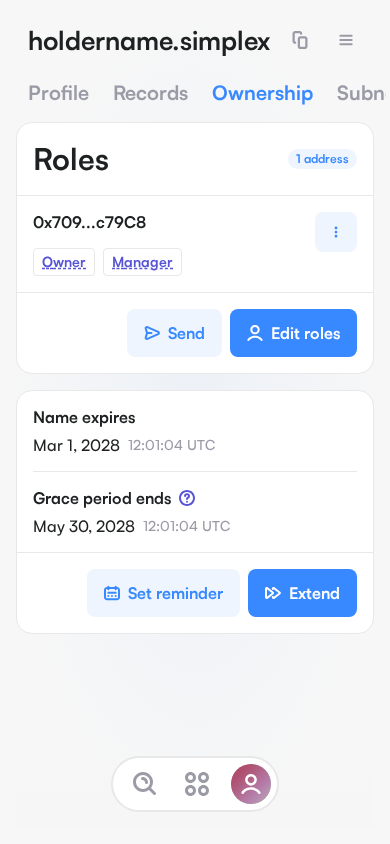 holdername.simplex
Profile Records Ownership Subn
Roles
1 address
0x709...c79C8
Owner Manager
Send Edit roles
Name expires
Mar 1, 2028 12:01:04 UTC
Grace period ends
May 30, 2028 12:01:04 UTC
Set reminder Extend